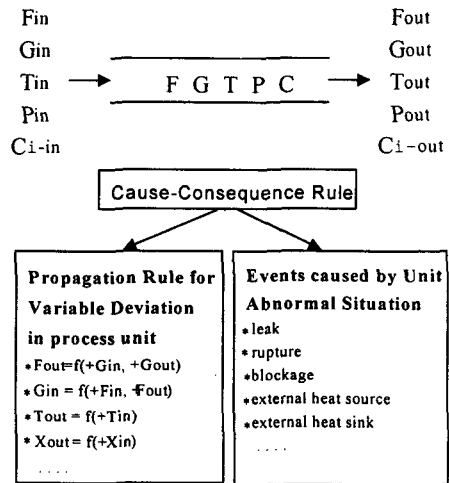 Fin
Gin
Tin
Pin
Ci-in
F G T P C
Fout
Gout
Tout
Pout
Ci-out
Cause-Consequence Rule
Propagation Rule for
Variable Deviation
in process unit
*Fout=f(+Gin, +Gout)
*Gin = f(+Fin, +Fout)
*Tout = f(+Tin)
* Xout = f(+Xin)
....
Events caused by Unit
Abnormal Situation
*leak
*rupture
*blockage
*external heat source
*external heat sink
....